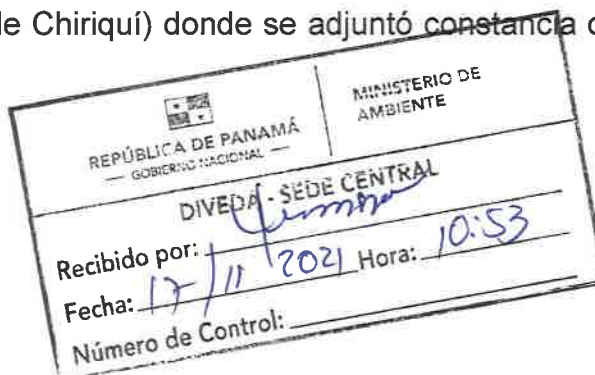 de Chiriquí) donde se adjuntó constancia
REPÚBLICA DE PANAMÁ
— GOBIERNO NACIONAL —
MINISTERIO DE
AMBIENTE
DIVEDA - SEDE CENTRAL
Recibido por:
Fecha: 17/11/2021 Hora: 10:53
Número de Control: